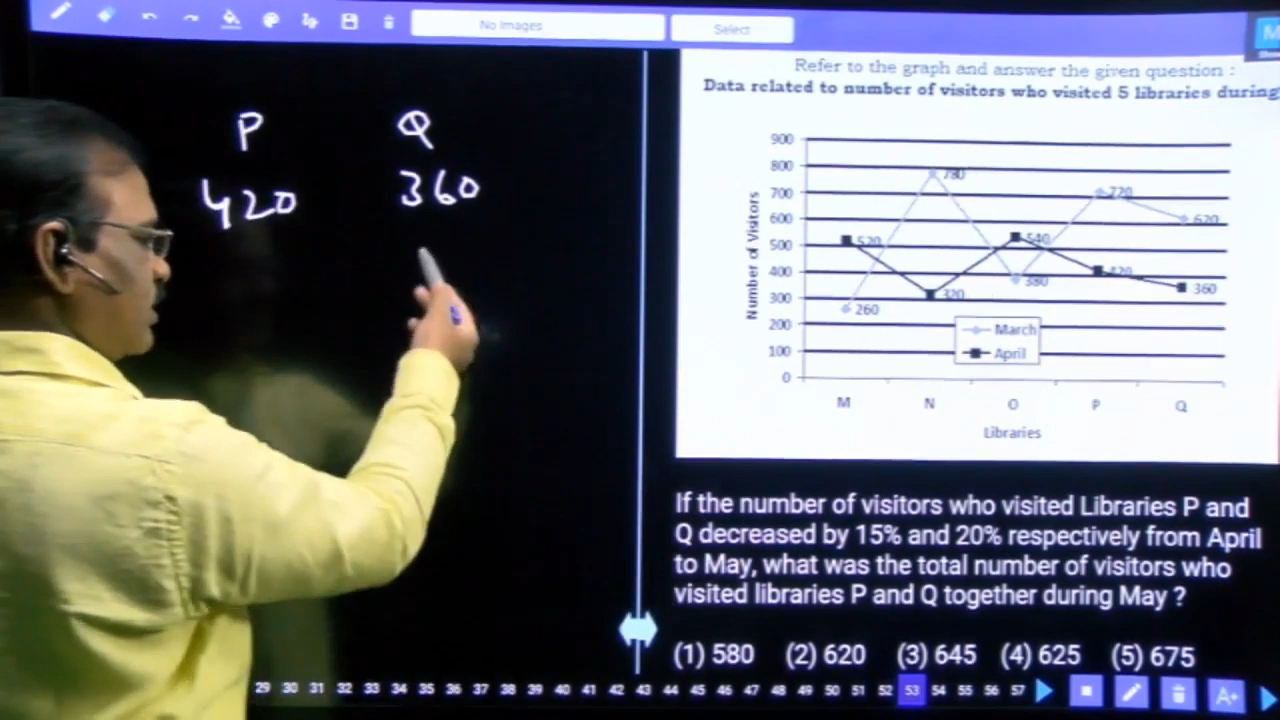 No Images
Select
P Q
420 360
Refer to the graph and answer the given question :
Data related to number of visitors who visited 5 libraries during
Number of Visitors
900
800
700
600
500
400
300
200
100
0
780
720
620
520
540
420
380
360
320
260
March
April
M N O P Q
Libraries
If the number of visitors who visited Libraries P and
Q decreased by 15% and 20% respectively from April
to May, what was the total number of visitors who
visited libraries P and Q together during May ?
(1) 580 (2) 620 (3) 645 (4) 625 (5) 675
29 30 31 32 33 34 35 36 37 38 39 40 41 42 43 44 45 46 47 48 49 50 51 52 53 54 55 56 57
A+